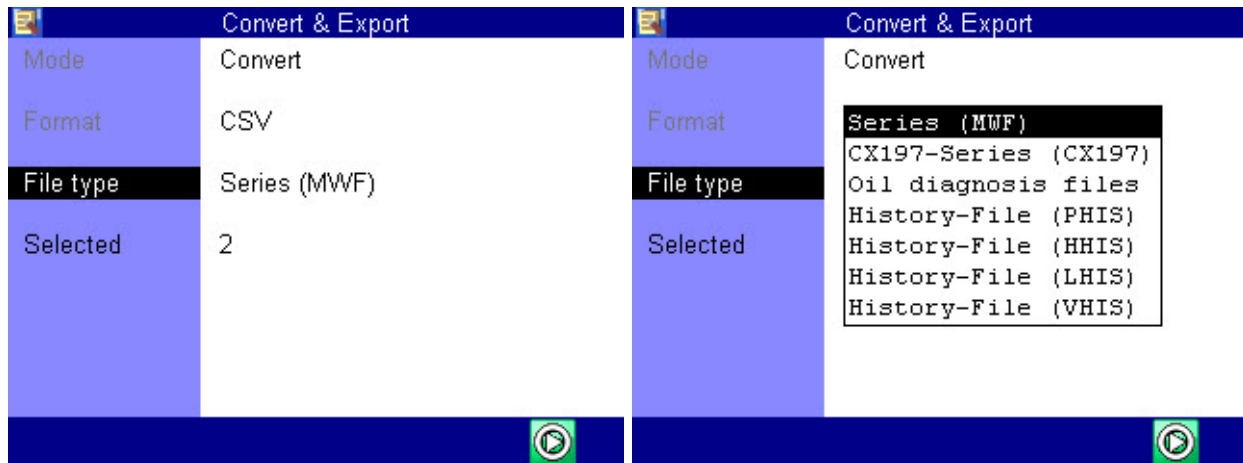 Convert & Export
Mode Convert
Format CSV
File type Series (MWF)
Selected 2
Convert & Export
Mode Convert
Format
Series (MWF)
CX197-Series (CX197)
File type
Oil diagnosis files
History-File (PHIS)
Selected
History-File (HHIS)
History-File (LHIS)
History-File (VHIS)